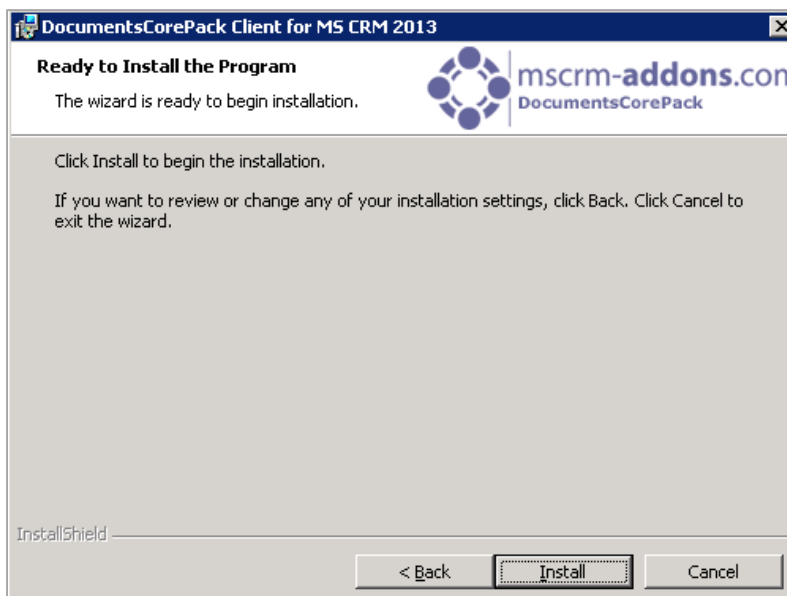 DocumentsCorePack Client for MS CRM 2013
Ready to Install the Program
The wizard is ready to begin installation.
mscrm-addons.com
DocumentsCorePack
Click Install to begin the installation.
If you want to review or change any of your installation settings, click Back. Click Cancel to
exit the wizard.
InstallShield
< Back
Install
Cancel